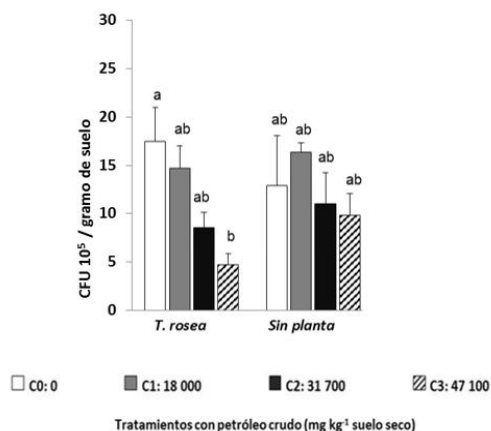 30
25
20
15
10
5
0
CFU 10⁵ / gramo de suelo
a
ab
ab
b
ab
ab
ab
ab
T. rosea
Sin planta
C0: 0
C1: 18 000
C2: 31 700
C3: 47 100
Tratamientos con petróleo crudo (mg kg⁻¹ suelo seco)